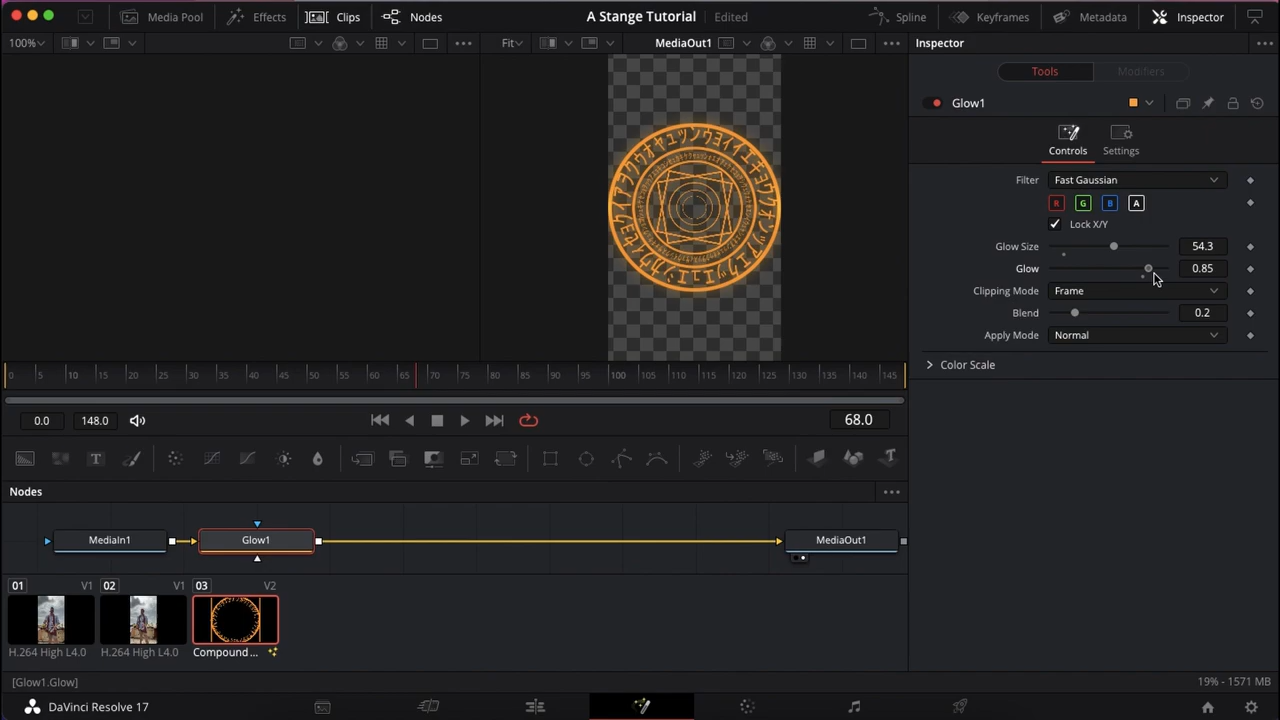 Media Pool Effects Clips Nodes A Stange Tutorial Edited Spline Keyframes Metadata Inspector
100% Fit MediaOut1 Inspector
Tools Modifiers
Glow1
Controls Settings
Filter Fast Gaussian
R G B A
Lock X/Y
Glow Size 54.3
Glow 0.85
Clipping Mode Frame
Blend 0.2
Apply Mode Normal
Color Scale
0 5 10 15 20 25 30 35 40 45 50 55 60 65 70 75 80 85 90 95 100 105 110 115 120 125 130 135 140 145
0.0 148.0 68.0
T T
Nodes
MediaIn1 Glow1 MediaOut1
01 V1 02 V1 03 V2
H.264 High L4.0 H.264 High L4.0 Compound ...
[Glow1.Glow] 19% - 1571 MB
DaVinci Resolve 17